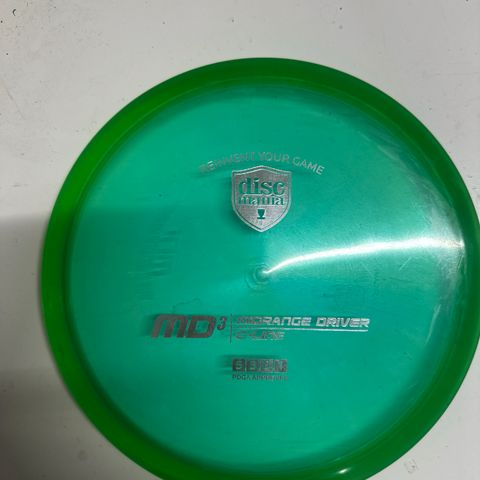 REINVENT YOUR GAME
disc
mania
MD3 MIDRANGE DRIVER
C-LINE
PDGA APPROVED